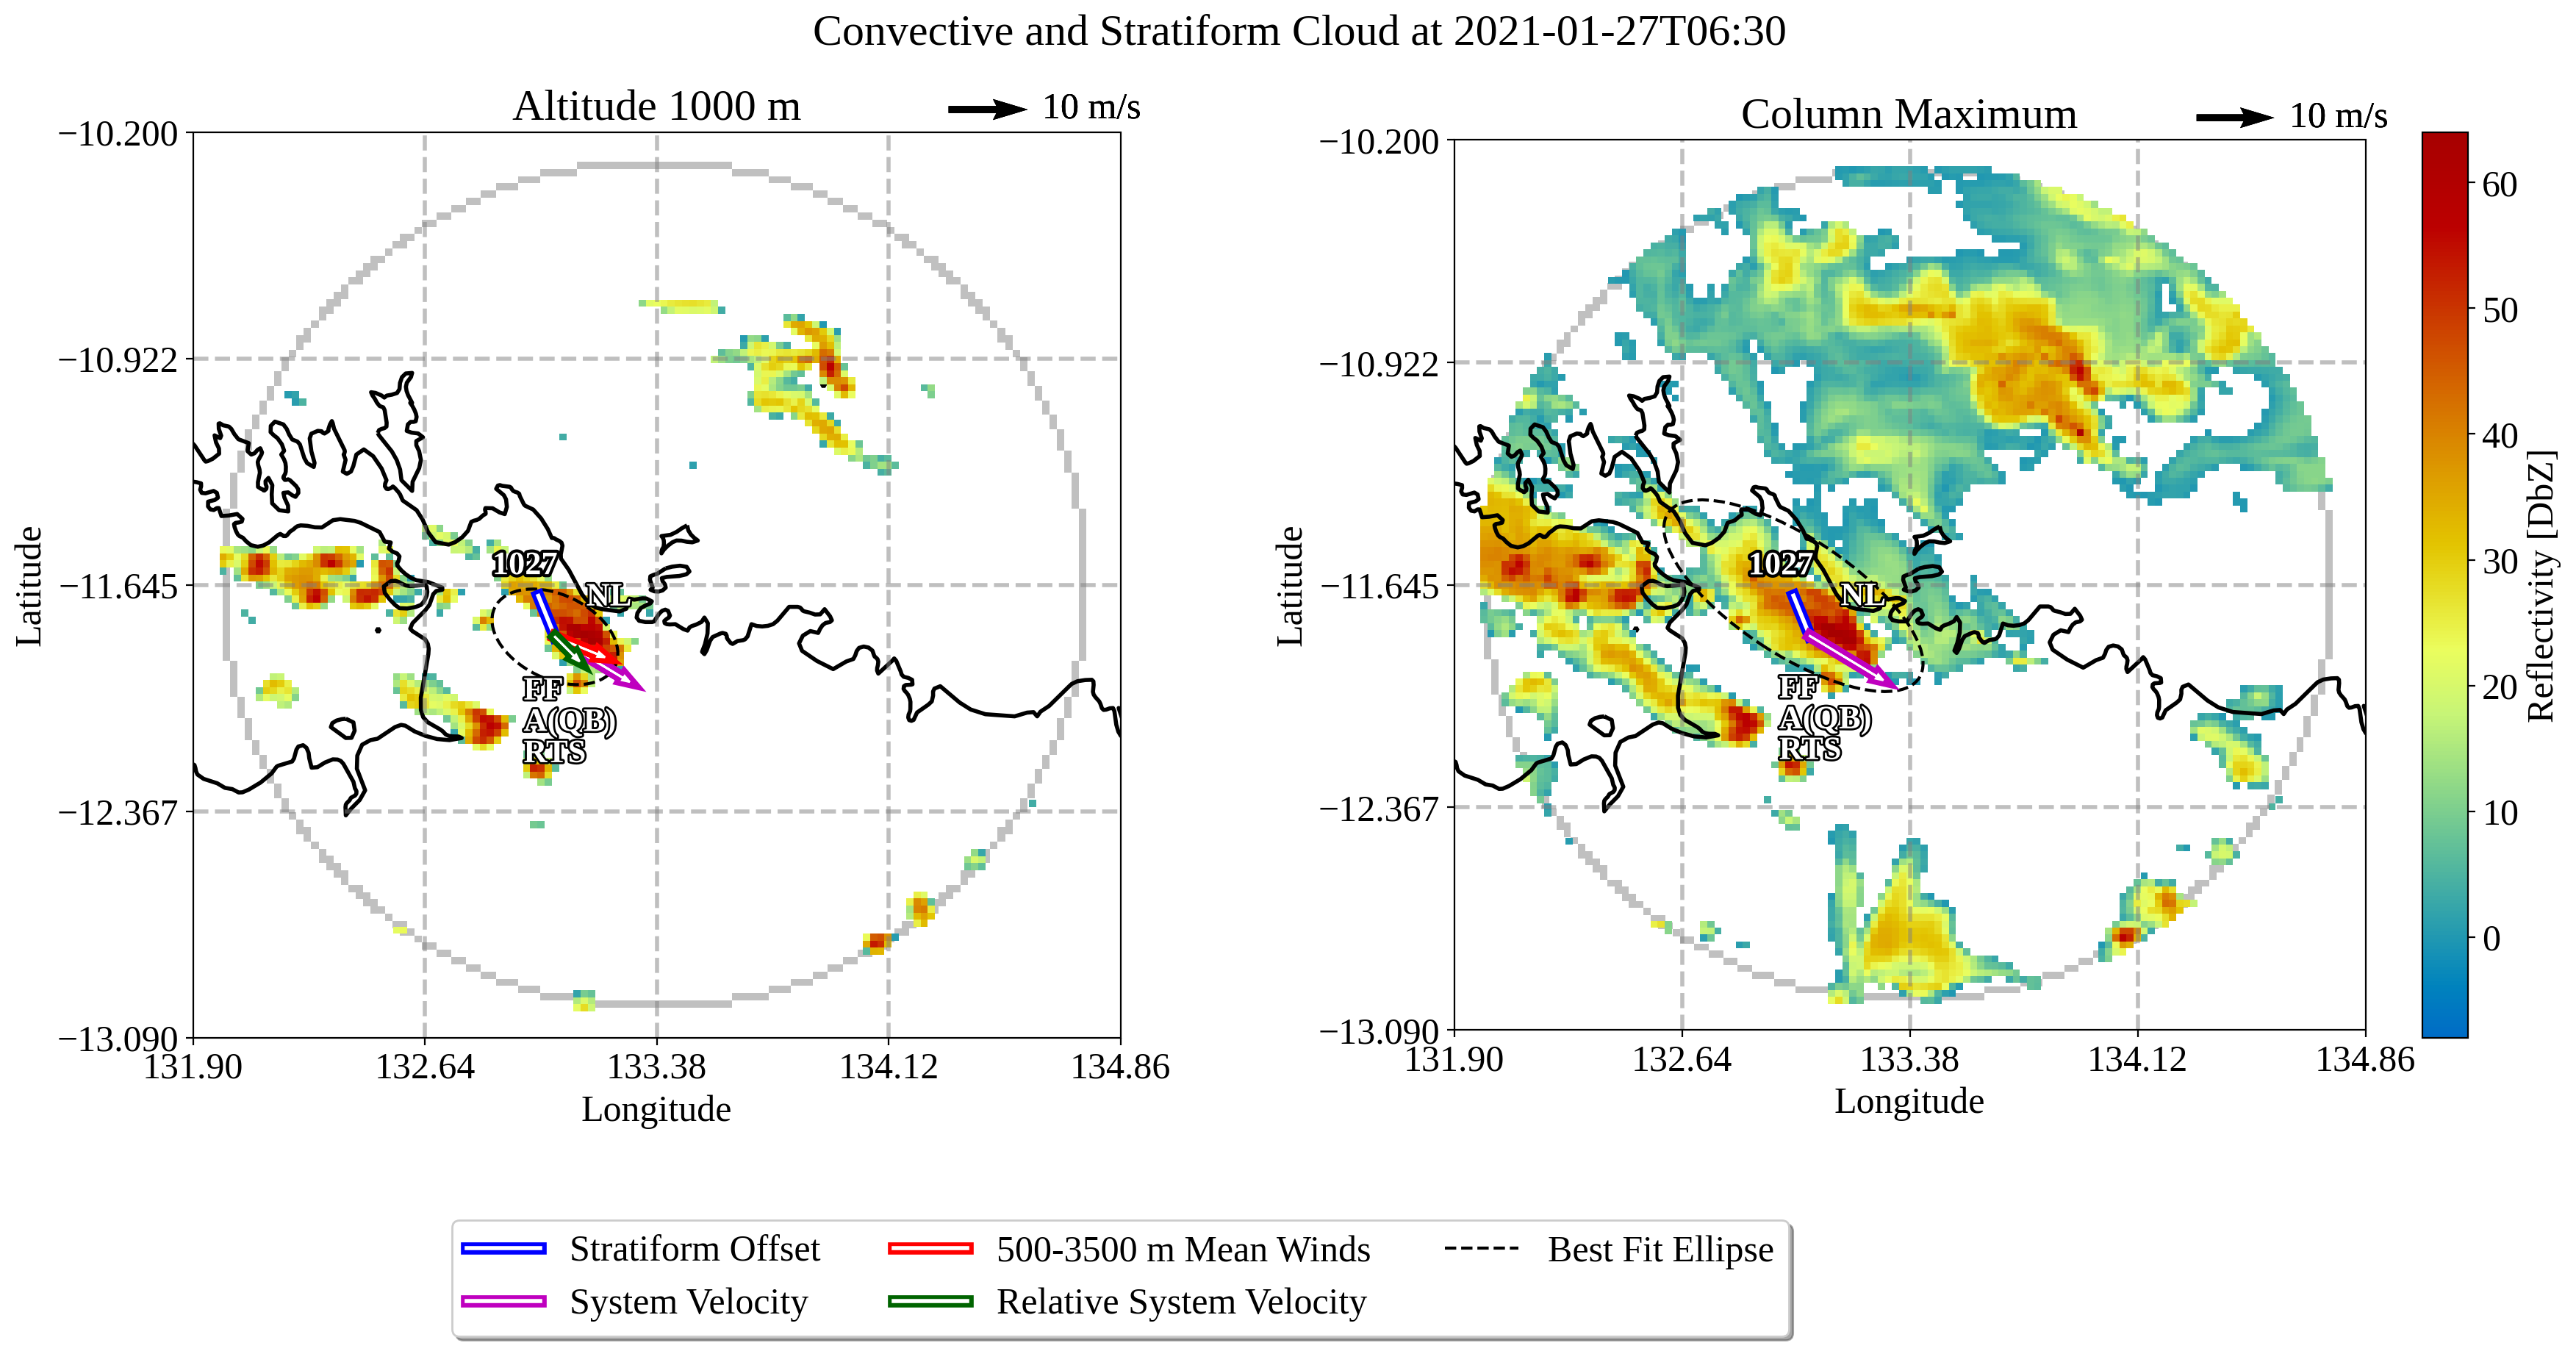 Convective and Stratiform Cloud at 2021-01-27T06:30
Altitude 1000 m
10 m/s
−10.200
−10.922
−11.645
−12.367
−13.090
Latitude
131.90
132.64
133.38
134.12
134.86
Longitude
1027
NL
FF
A(QB)
RTS
Column Maximum
10 m/s
−10.200
−10.922
−11.645
−12.367
−13.090
Latitude
131.90
132.64
133.38
134.12
134.86
Longitude
1027
NL
FF
A(QB)
RTS
60
50
40
30
20
10
0
Reflectivity [DbZ]
Stratiform Offset
System Velocity
500-3500 m Mean Winds
Relative System Velocity
Best Fit Ellipse